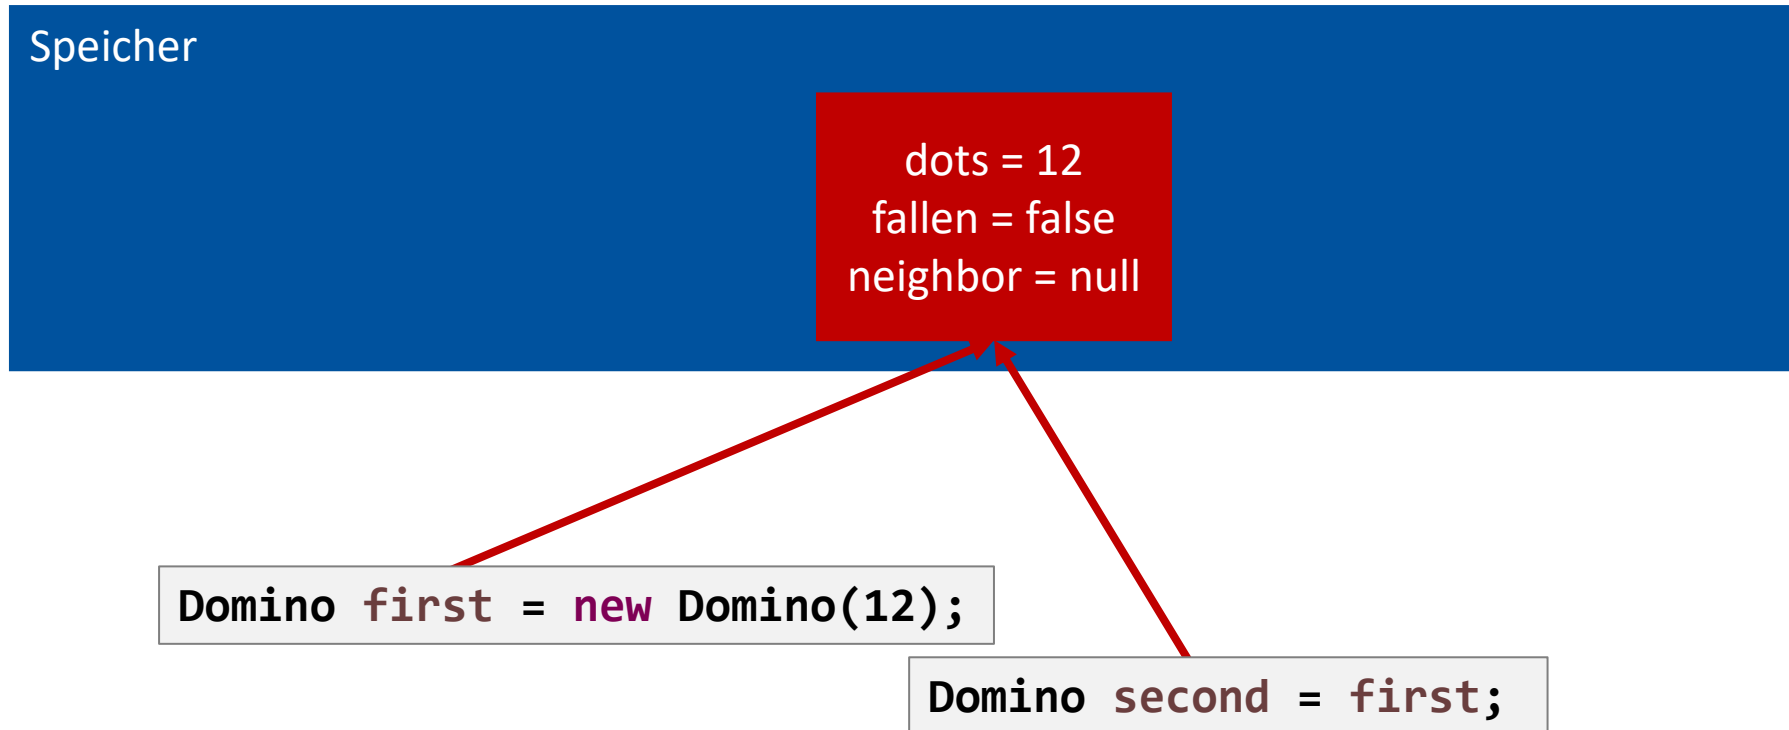 Speicher
dots = 12
fallen = false
neighbor = null
Domino first = new Domino(12);
Domino second = first;